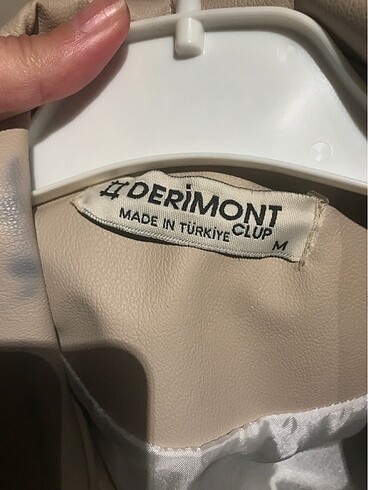 DERiMONT
CLUP
MADE IN TÜRKİYE
M